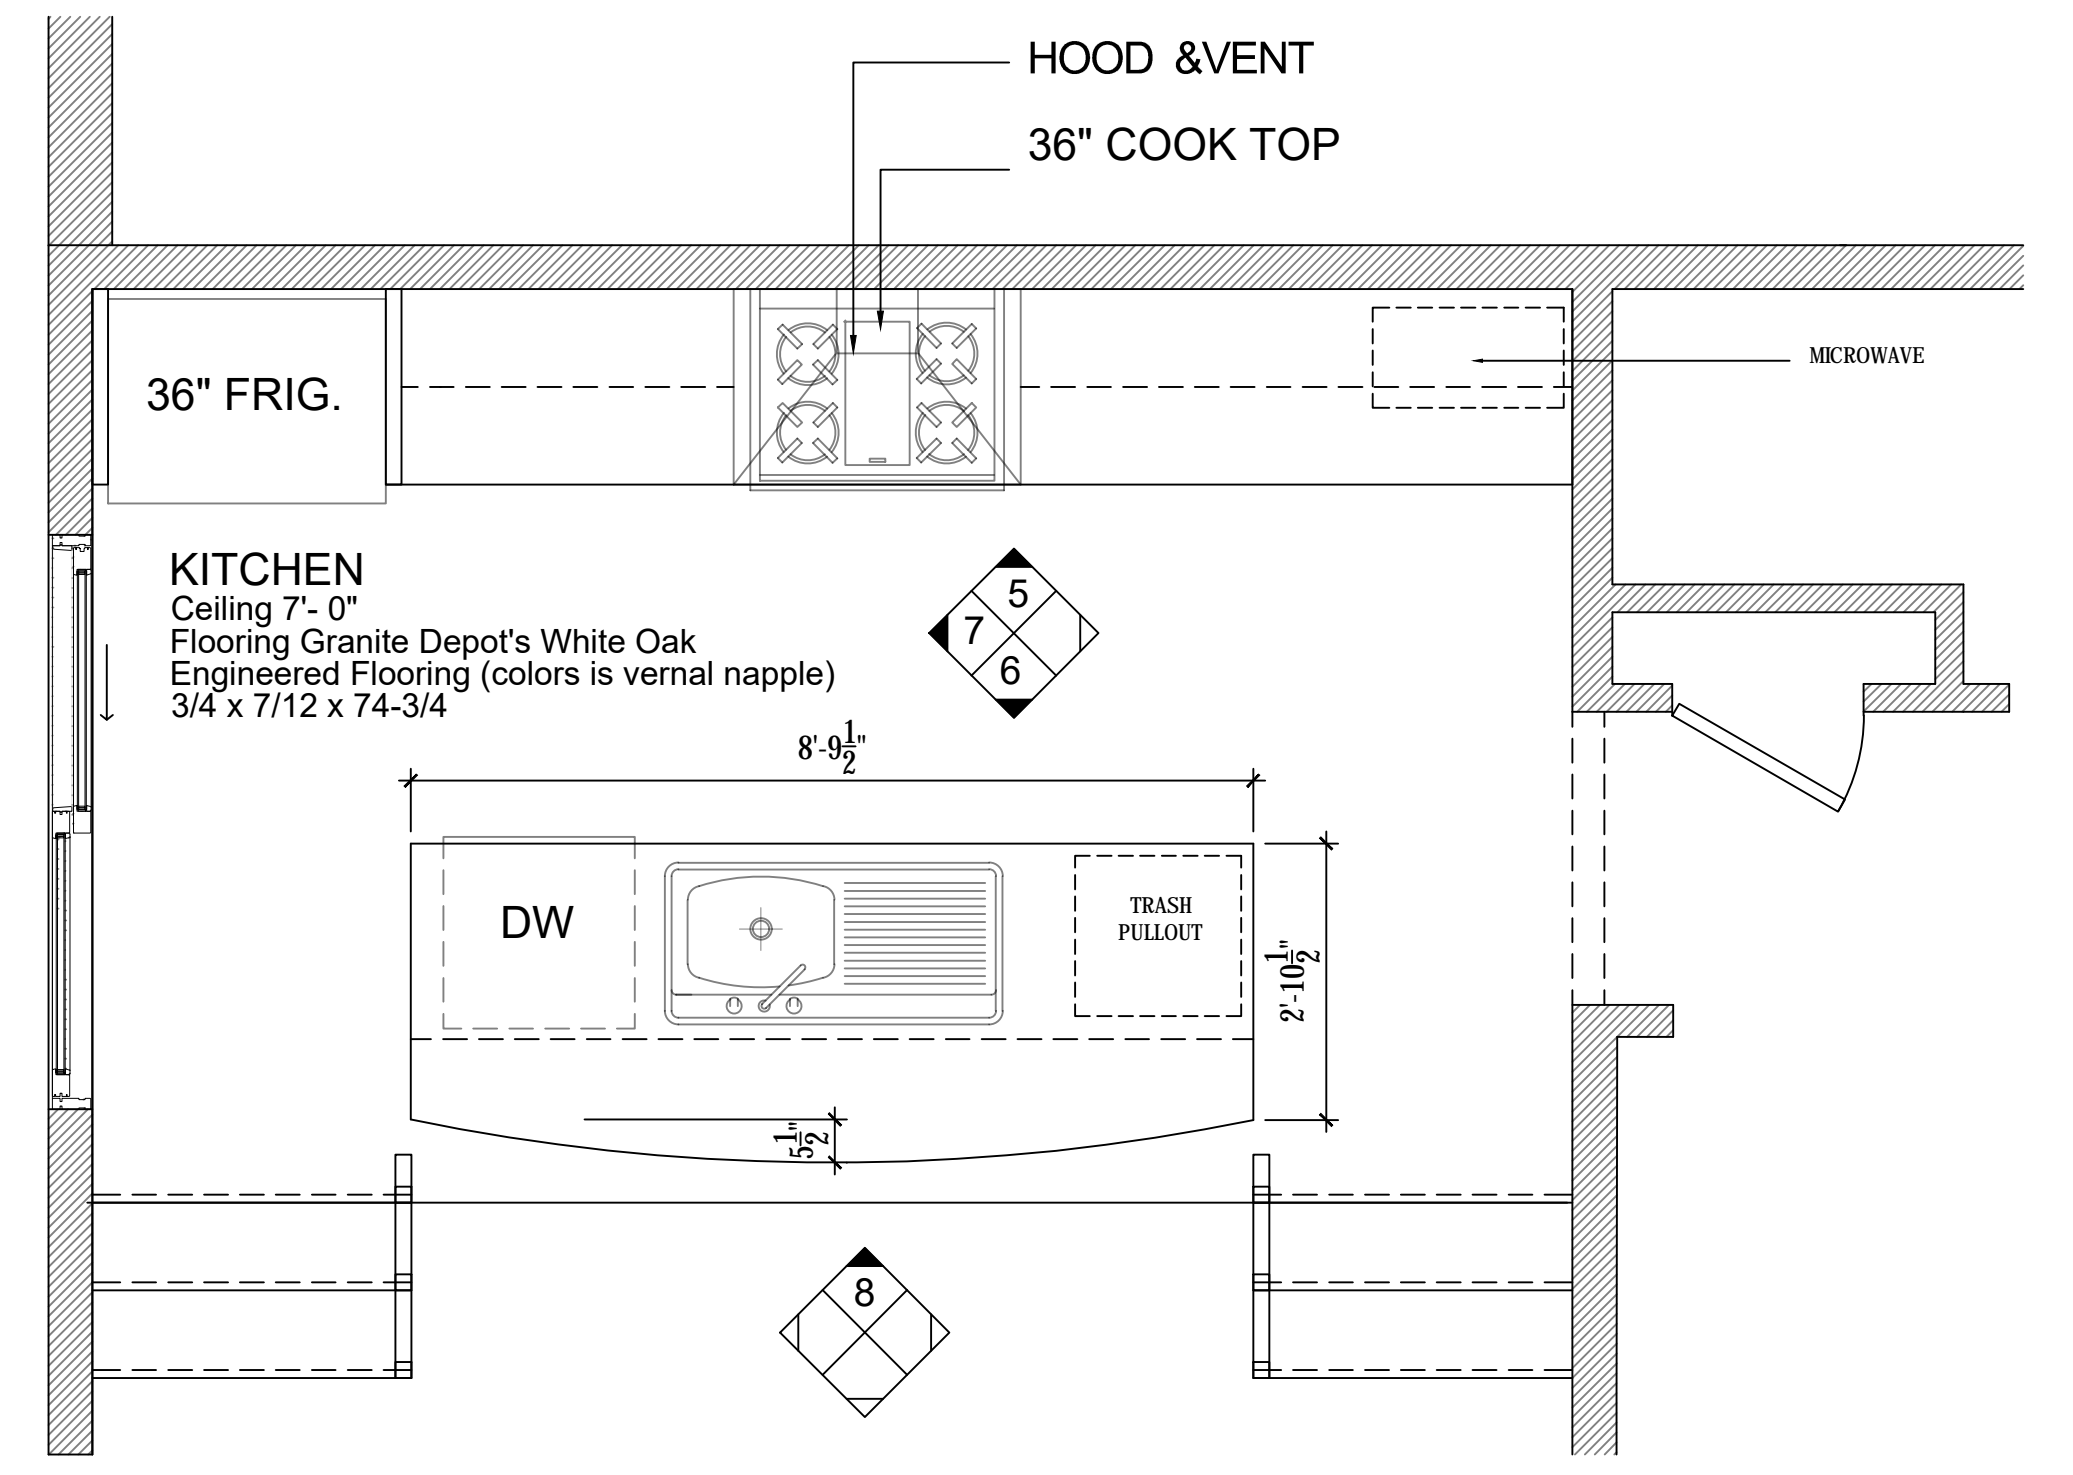 HOOD &VENT
36" COOK TOP
MICROWAVE
36" FRIG.
KITCHEN
Ceiling 7'- 0"
Flooring Granite Depot's White Oak
Engineered Flooring (colors is vernal napple)
3/4 x 7/12 x 74-3/4
5
7
6
8'-9 1/2"
DW
TRASH
PULLOUT
2'-10 1/2"
5 1/2"
8